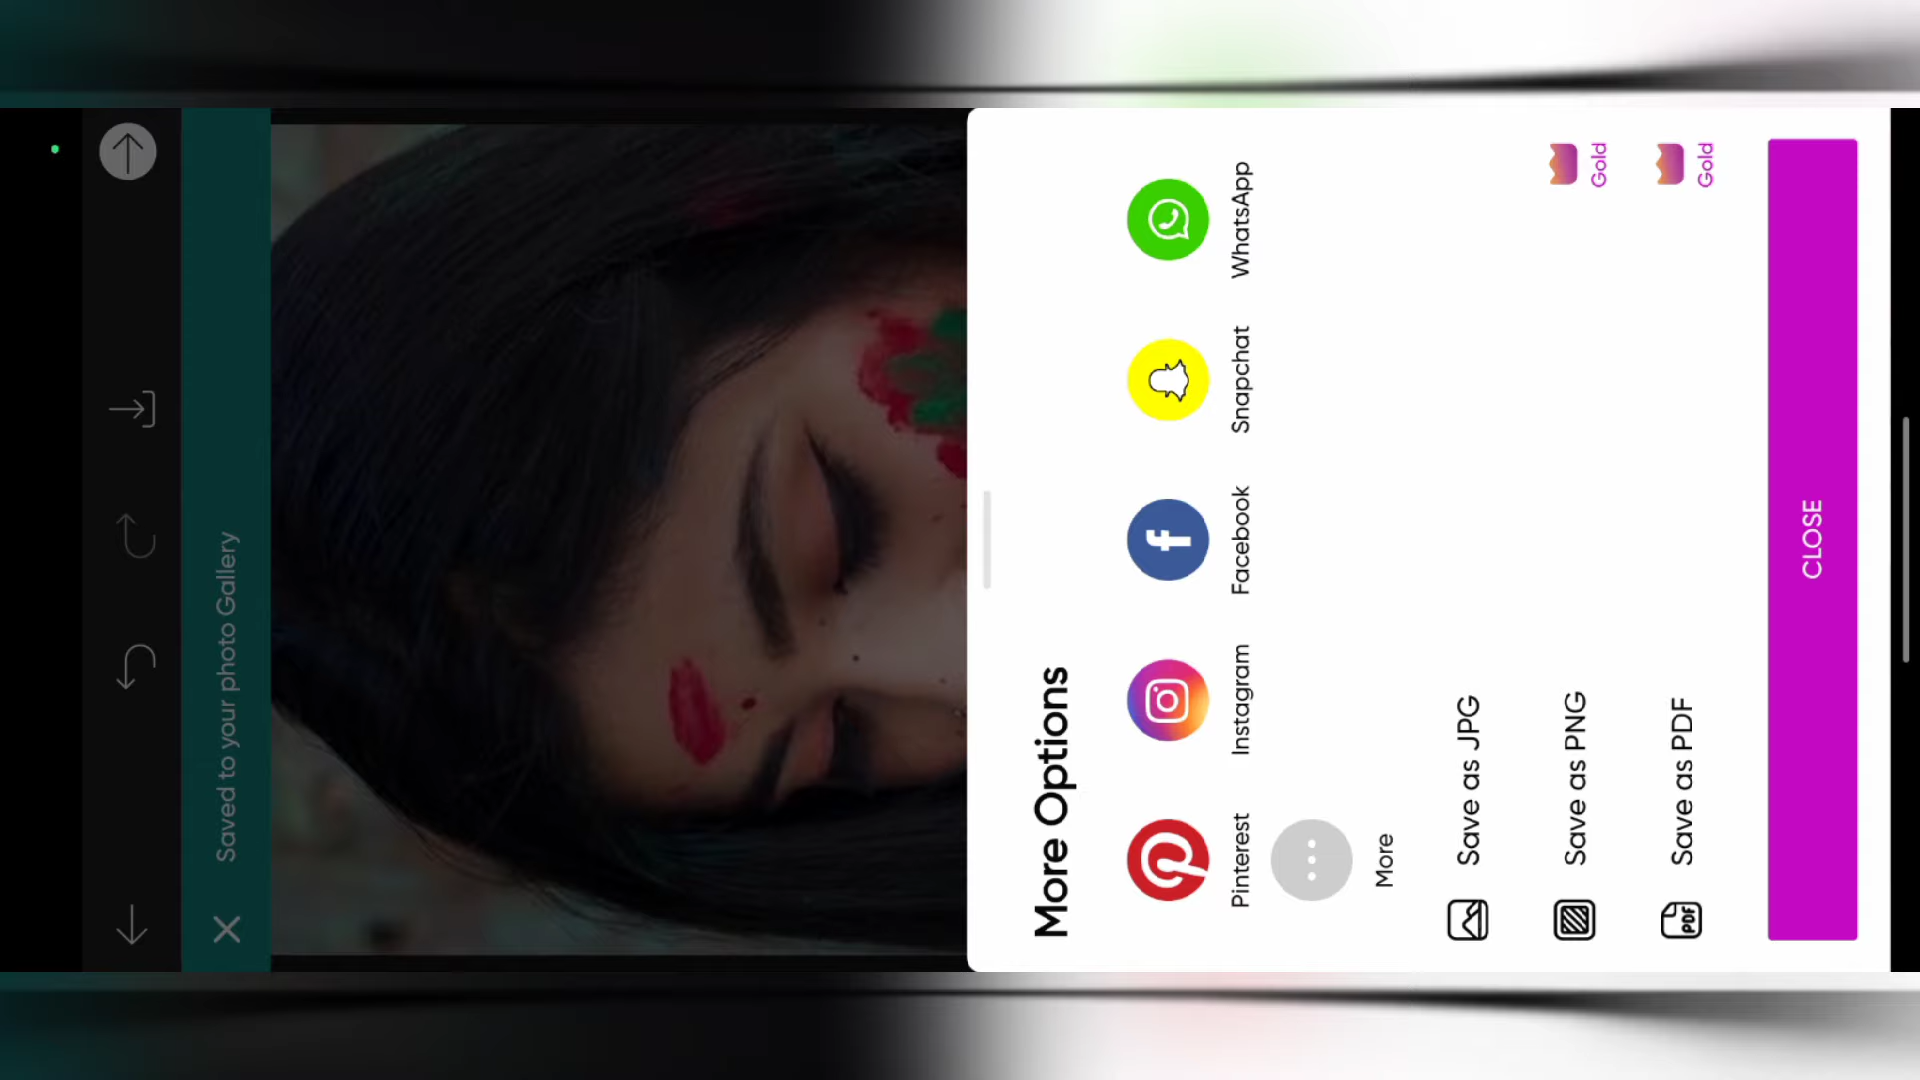 Saved to your photo Gallery
More Options
Pinterest
Instagram
Facebook
Snapchat
WhatsApp
More
Save as JPG
Save as PNG
Gold
Save as PDF
Gold
PDF
CLOSE